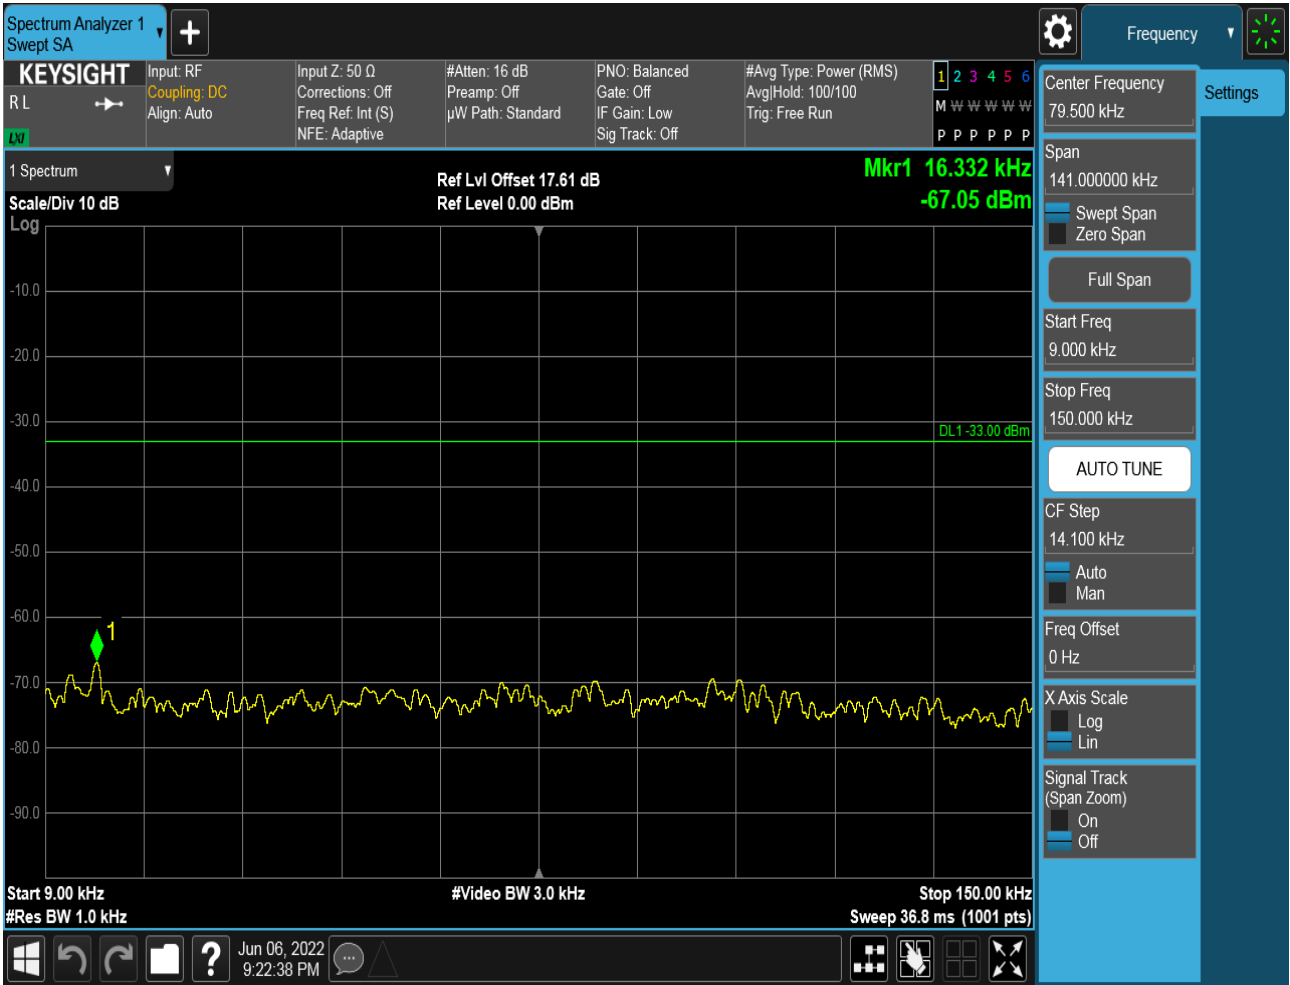 Spectrum Analyzer 1
Swept SA
Frequency
KEYSIGHT
R L
LXI
Input: RF
Coupling: DC
Align: Auto
Input Z: 50 Ω
Corrections: Off
Freq Ref: Int (S)
NFE: Adaptive
#Atten: 16 dB
Preamp: Off
µW Path: Standard
PNO: Balanced
Gate: Off
IF Gain: Low
Sig Track: Off
#Avg Type: Power (RMS)
Avg|Hold: 100/100
Trig: Free Run
1 2 3 4 5 6
M W W W W W
P P P P P P
1 Spectrum
Scale/Div 10 dB
Log
Ref Lvl Offset 17.61 dB
Ref Level 0.00 dBm
Mkr1 16.332 kHz
-67.05 dBm
-10.0
-20.0
-30.0
DL1 -33.00 dBm
-40.0
-50.0
-60.0
1
-70.0
-80.0
-90.0
Start 9.00 kHz
#Res BW 1.0 kHz
#Video BW 3.0 kHz
Stop 150.00 kHz
Sweep 36.8 ms (1001 pts)
Center Frequency
79.500 kHz
Settings
Span
141.000000 kHz
Swept Span
Zero Span
Full Span
Start Freq
9.000 kHz
Stop Freq
150.000 kHz
AUTO TUNE
CF Step
14.100 kHz
Auto
Man
Freq Offset
0 Hz
X Axis Scale
Log
Lin
Signal Track
(Span Zoom)
On
Off
?
Jun 06, 2022
9:22:38 PM